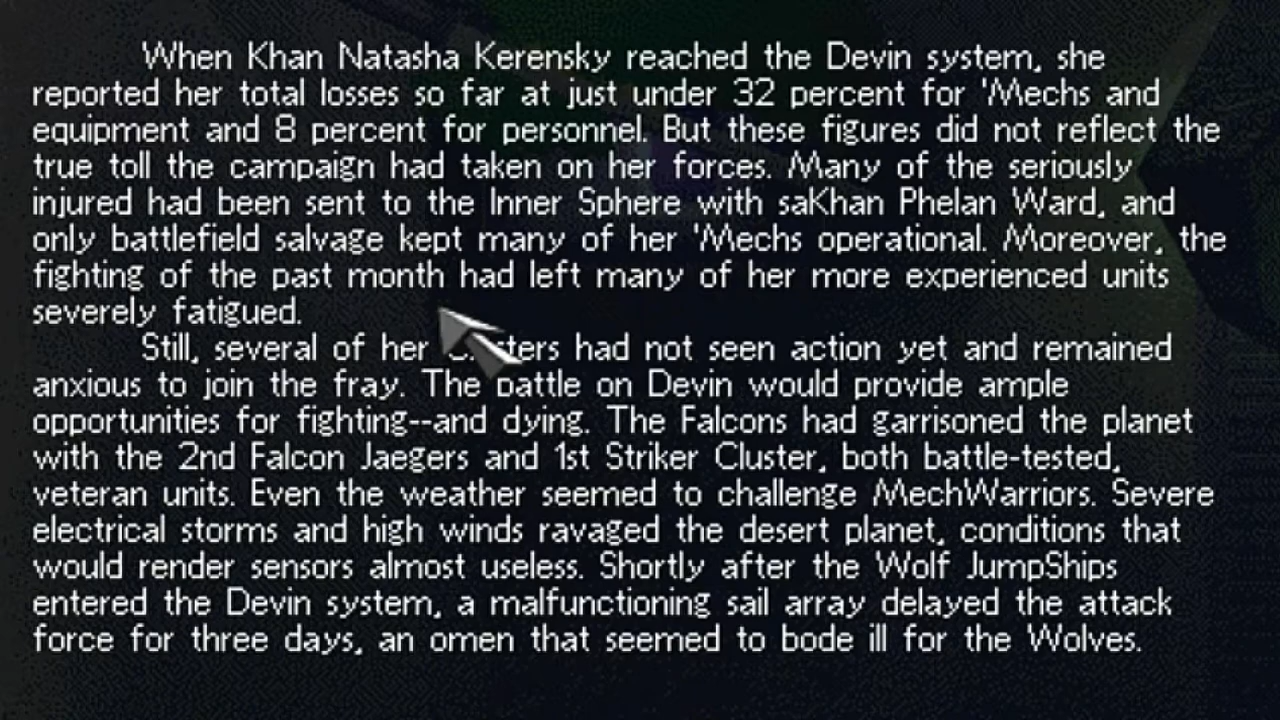 When Khan Natasha Kerensky reached the Devin system, she
reported her total losses so far at just under 32 percent for 'Mechs and
equipment and 8 percent for personnel. But these figures did not reflect the
true toll the campaign had taken on her forces. Many of the seriously
injured had been sent to the Inner Sphere with saKhan Phelan Ward, and
only battlefield salvage kept many of her 'Mechs operational. Moreover, the
fighting of the past month had left many of her more experienced units
severely fatigued.
Still, several of her Clusters had not seen action yet and remained
anxious to join the fray. The battle on Devin would provide ample
opportunities for fighting--and dying. The Falcons had garrisoned the planet
with the 2nd Falcon Jaegers and 1st Striker Cluster, both battle-tested,
veteran units. Even the weather seemed to challenge MechWarriors. Severe
electrical storms and high winds ravaged the desert planet, conditions that
would render sensors almost useless. Shortly after the Wolf JumpShips
entered the Devin system, a malfunctioning sail array delayed the attack
force for three days, an omen that seemed to bode ill for the Wolves.